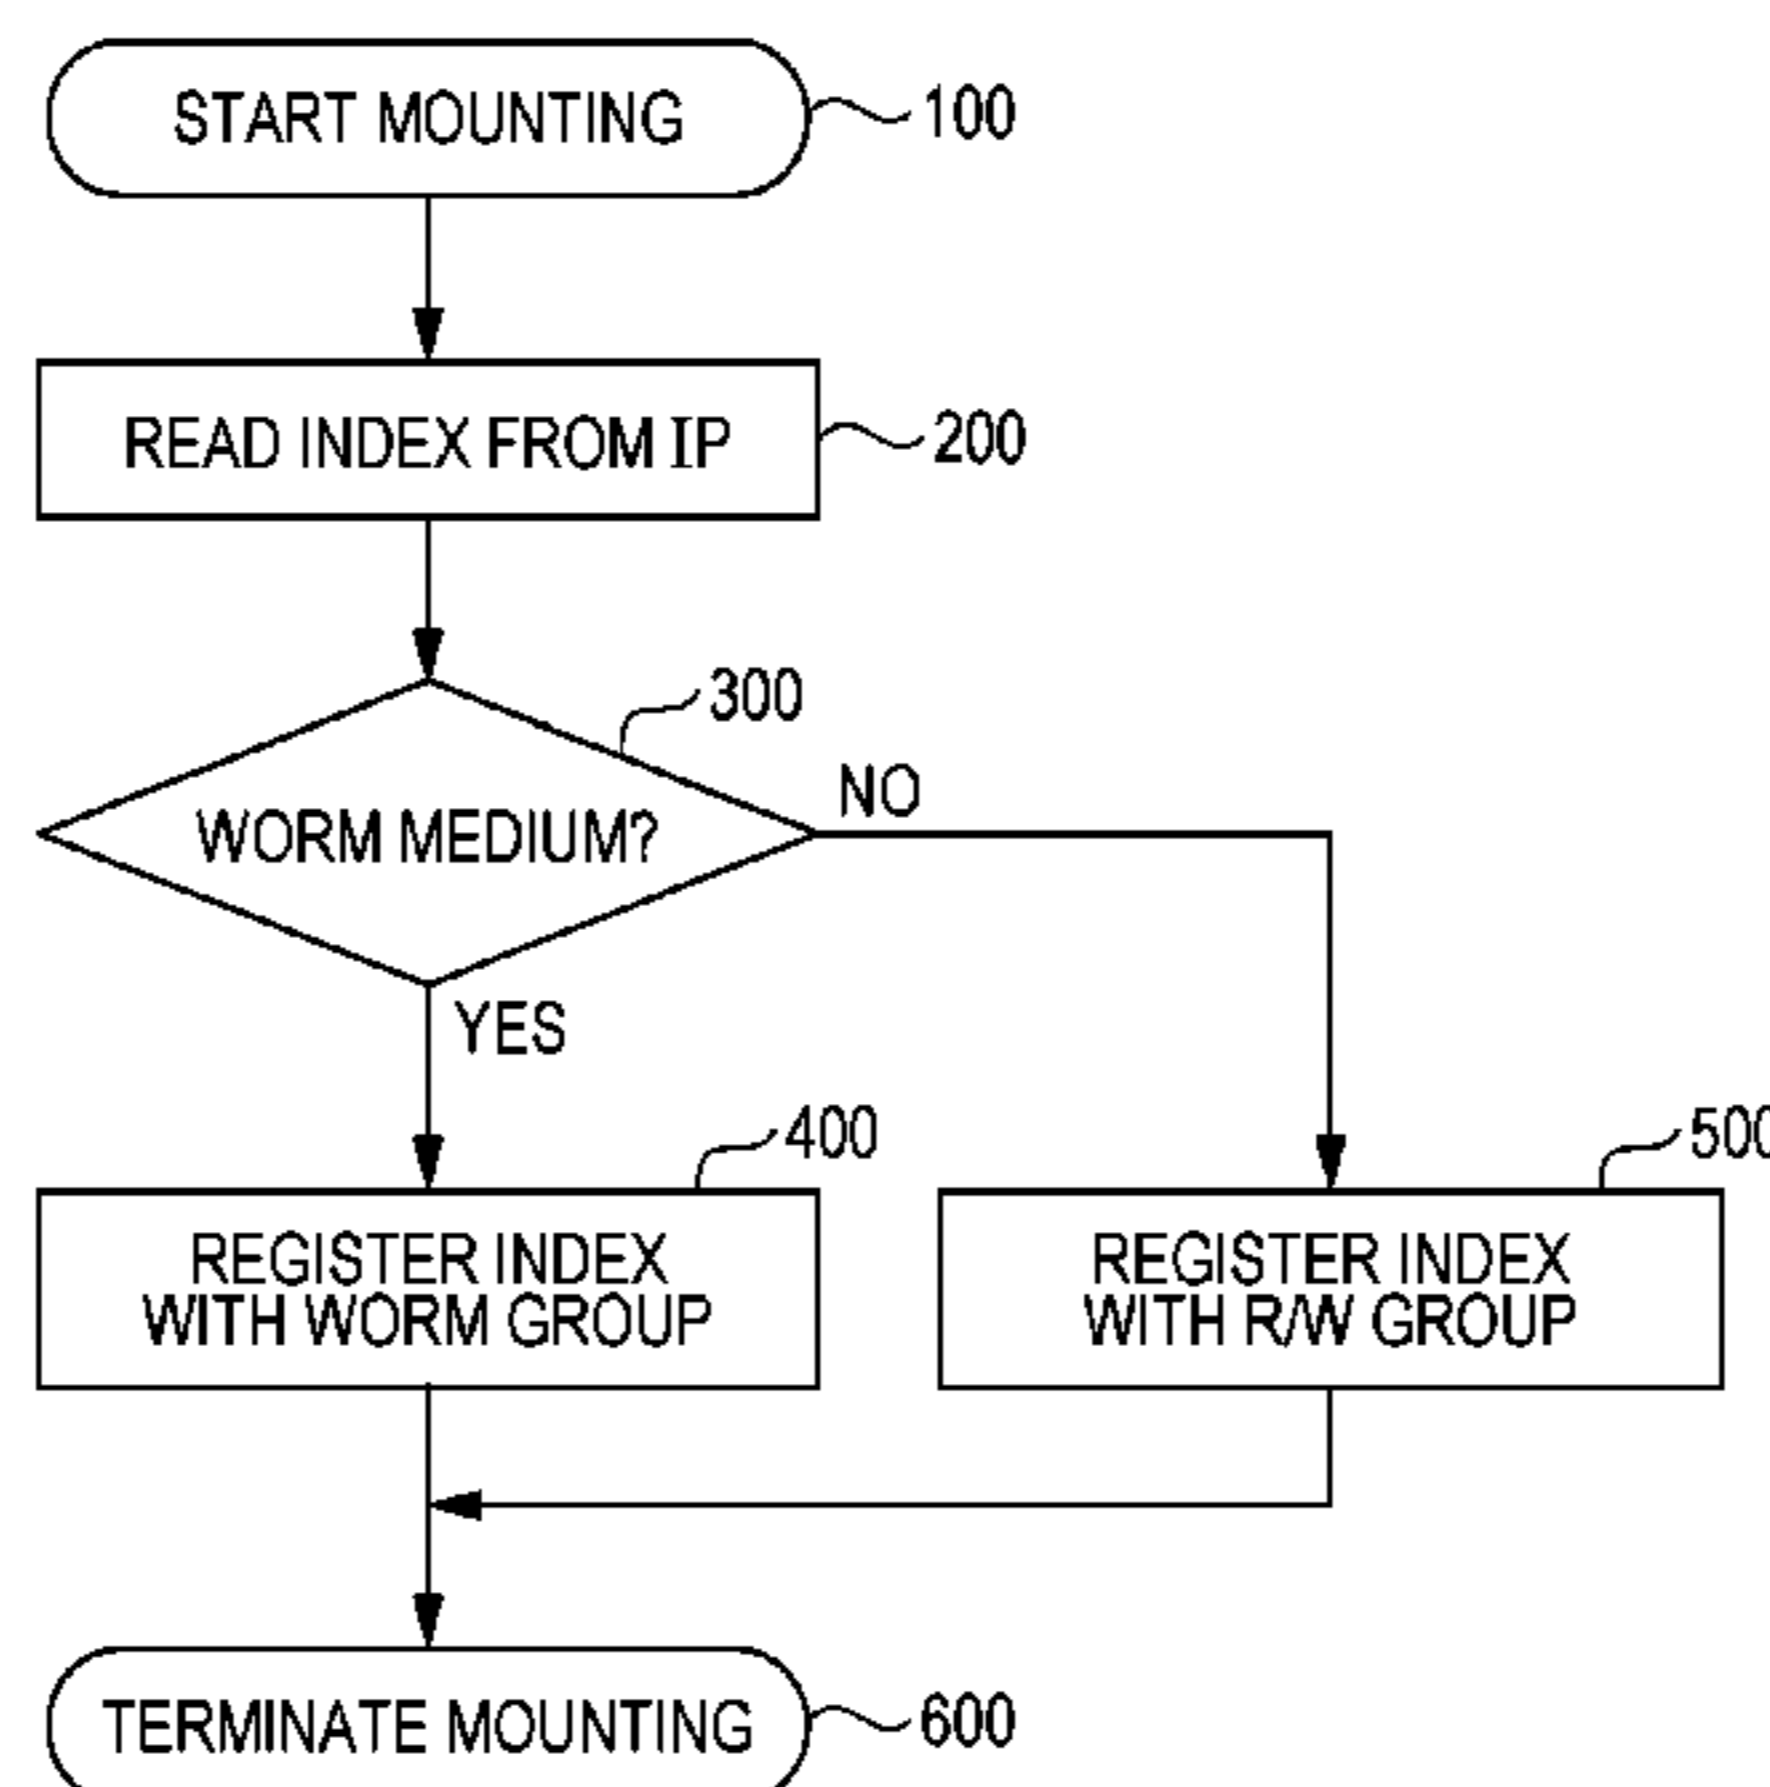 START MOUNTING
100
READ INDEX FROM IP
200
300
WORM MEDIUM?
NO
YES
400
500
REGISTER INDEX
WITH WORM GROUP
REGISTER INDEX
WITH R/W GROUP
TERMINATE MOUNTING
600